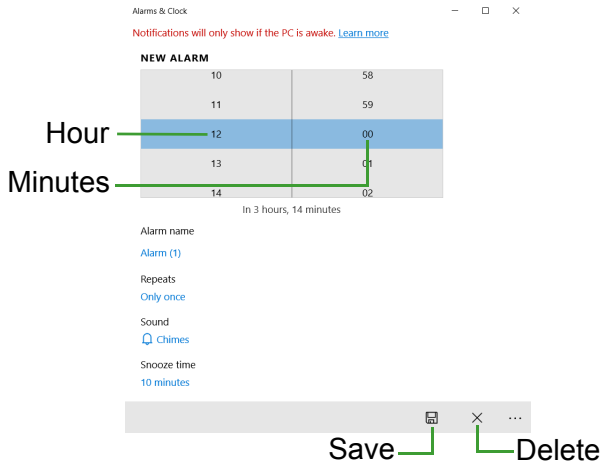 Alarms & Clock
Notifications will only show if the PC is awake. Learn more
NEW ALARM
10 58
11 59
Hour 12 00
Minutes 13 01
14 02
In 3 hours, 14 minutes
Alarm name
Alarm (1)
Repeats
Only once
Sound
Chimes
Snooze time
10 minutes
Save Delete